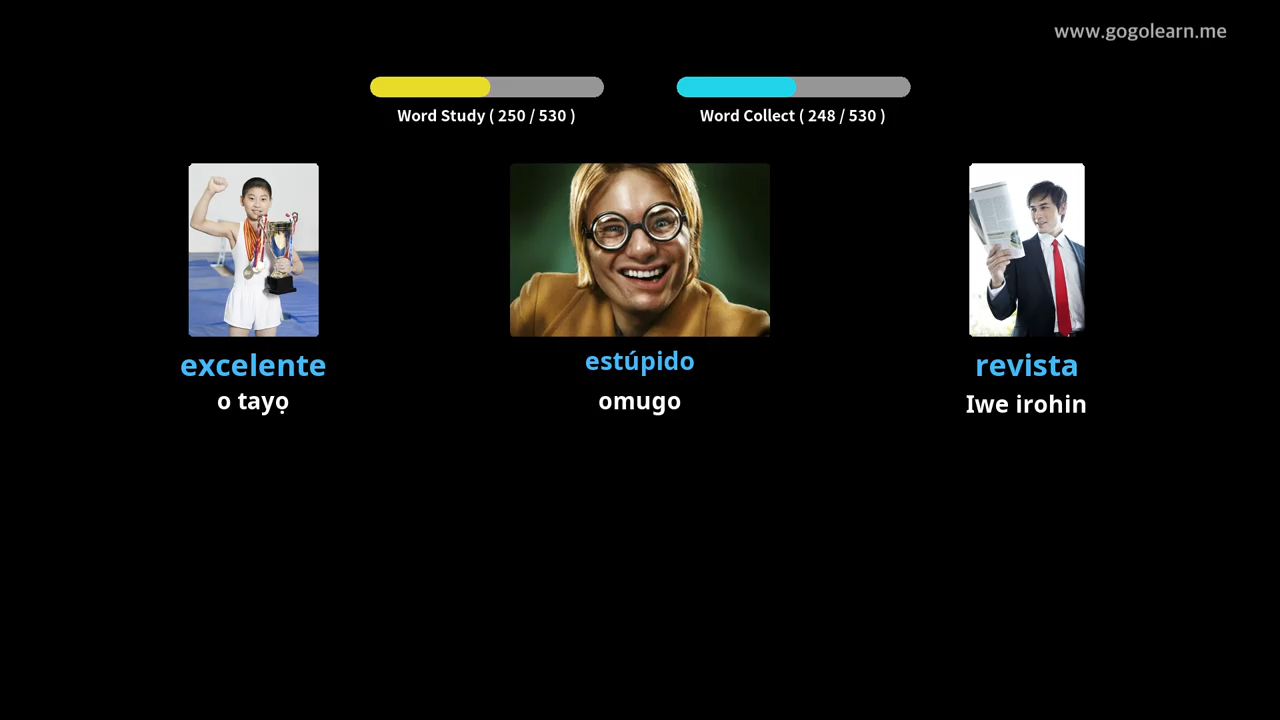 www.gogolearn.me
Word Study ( 250 / 530 )
Word Collect ( 248 / 530 )
excelente
o tayọ
estúpido
omugo
revista
Iwe irohin